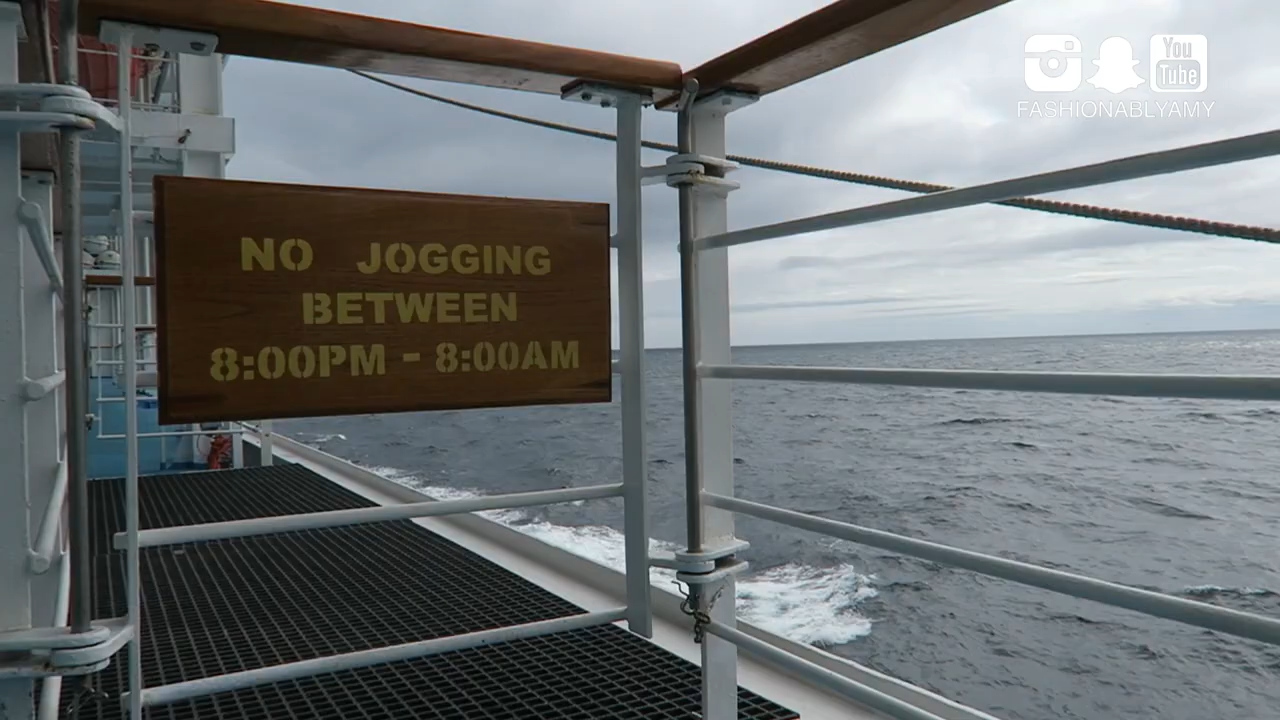 NO JOGGING
BETWEEN
8:00PM - 8:00AM
You
Tube
FASHIONABLYAMY